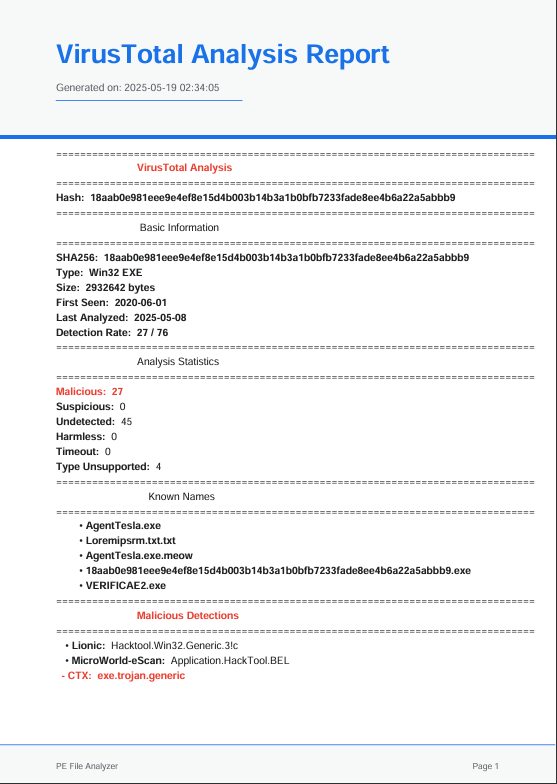 VirusTotal Analysis Report
Generated on: 2025-05-19 02:34:05
================================================================================
VirusTotal Analysis
================================================================================
Hash: 18aab0e981eee9e4ef8e15d4b003b14b3a1b0bfb7233fade8ee4b6a22a5abbb9
================================================================================
Basic Information
================================================================================
SHA256: 18aab0e981eee9e4ef8e15d4b003b14b3a1b0bfb7233fade8ee4b6a22a5abbb9
Type: Win32 EXE
Size: 2932642 bytes
First Seen: 2020-06-01
Last Analyzed: 2025-05-08
Detection Rate: 27 / 76
================================================================================
Analysis Statistics
================================================================================
Malicious: 27
Suspicious: 0
Undetected: 45
Harmless: 0
Timeout: 0
Type Unsupported: 4
================================================================================
Known Names
================================================================================
• AgentTesla.exe
• Loremipsrm.txt.txt
• AgentTesla.exe.meow
• 18aab0e981eee9e4ef8e15d4b003b14b3a1b0bfb7233fade8ee4b6a22a5abbb9.exe
• VERIFICAE2.exe
================================================================================
Malicious Detections
================================================================================
• Lionic: Hacktool.Win32.Generic.3!c
• MicroWorld-eScan: Application.HackTool.BEL
- CTX: exe.trojan.generic
PE File Analyzer
Page 1